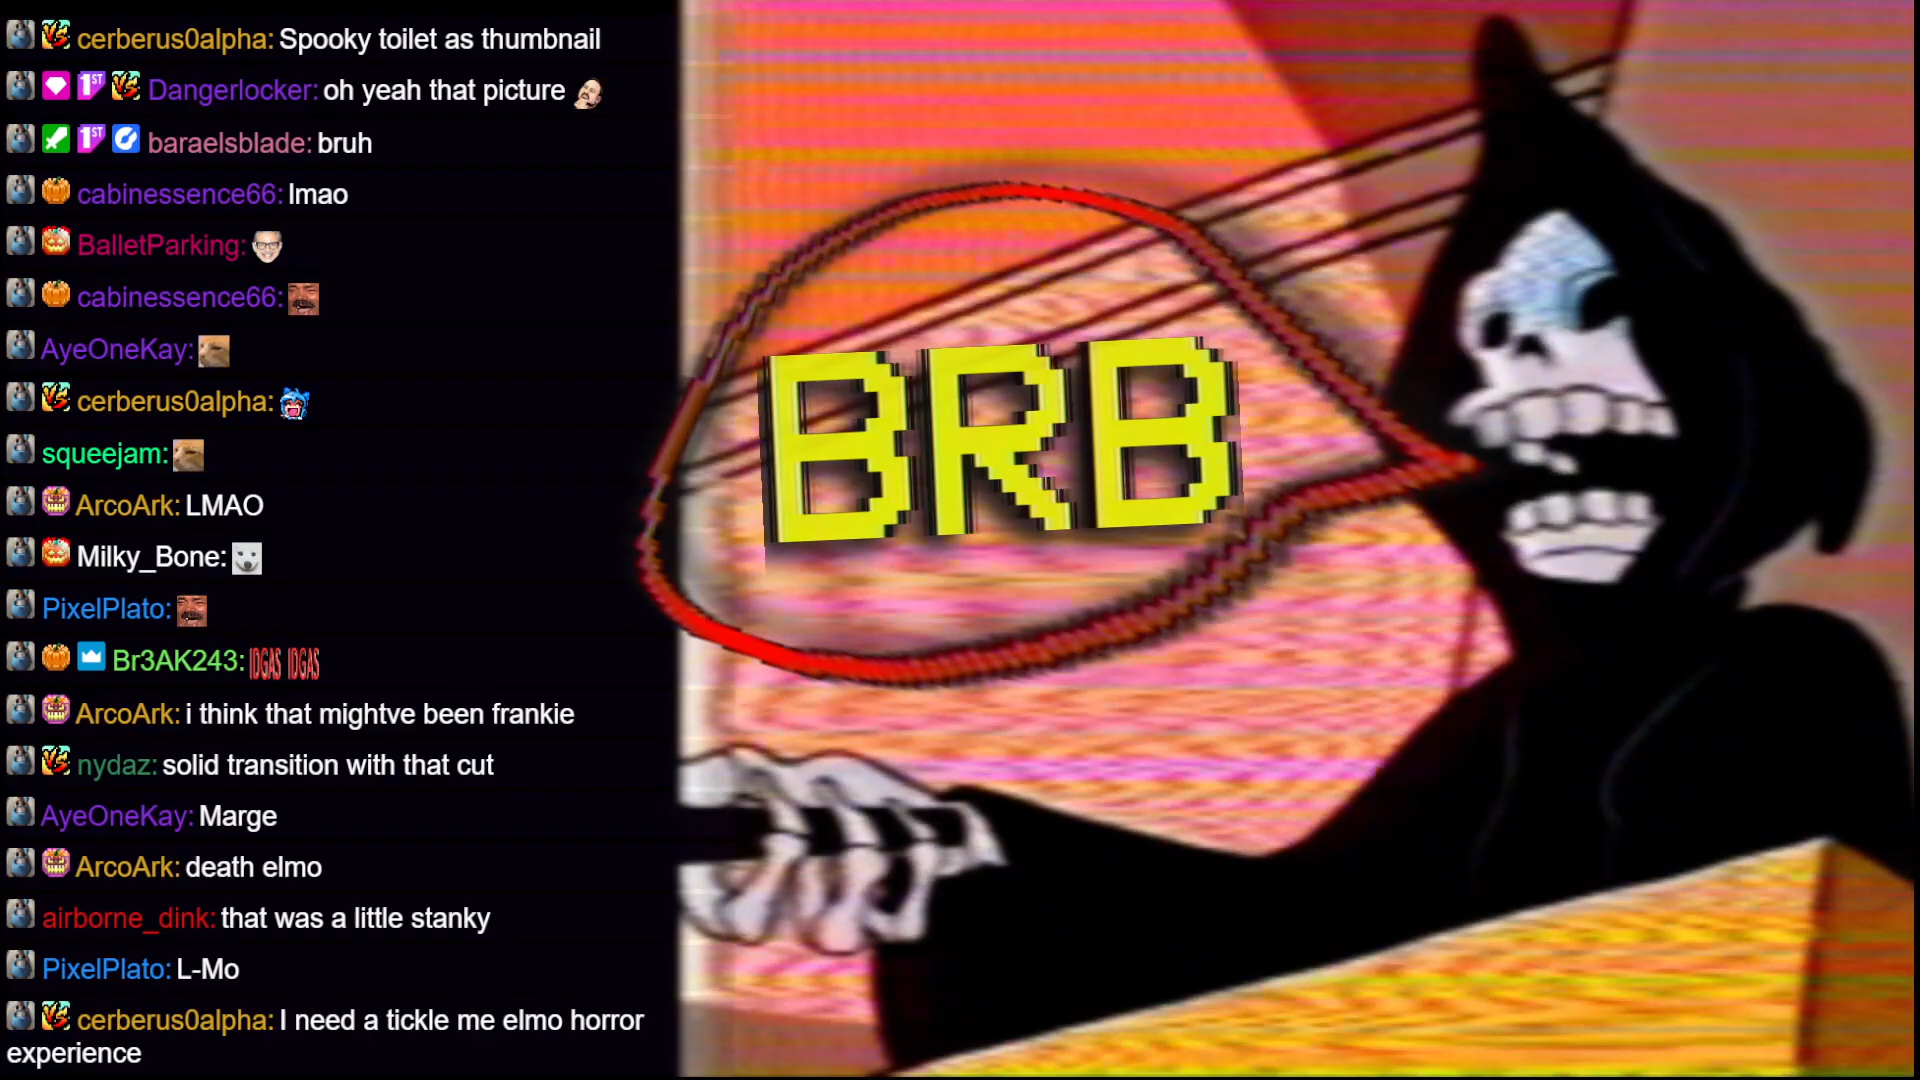 cerberus0alpha: Spooky toilet as thumbnail
1ST Dangerlocker: oh yeah that picture
1ST baraelsblade: bruh
cabinessence66: lmao
BalletParking:
cabinessence66:
AyeOneKay:
cerberus0alpha:
squeejam:
ArcoArk: LMAO
Milky_Bone:
PixelPlato:
Br3AK243: IDGAS IDGAS
ArcoArk: i think that mightve been frankie
nydaz: solid transition with that cut
AyeOneKay: Marge
ArcoArk: death elmo
airborne_dink: that was a little stanky
PixelPlato: L-Mo
cerberus0alpha: I need a tickle me elmo horror
experience
BRB